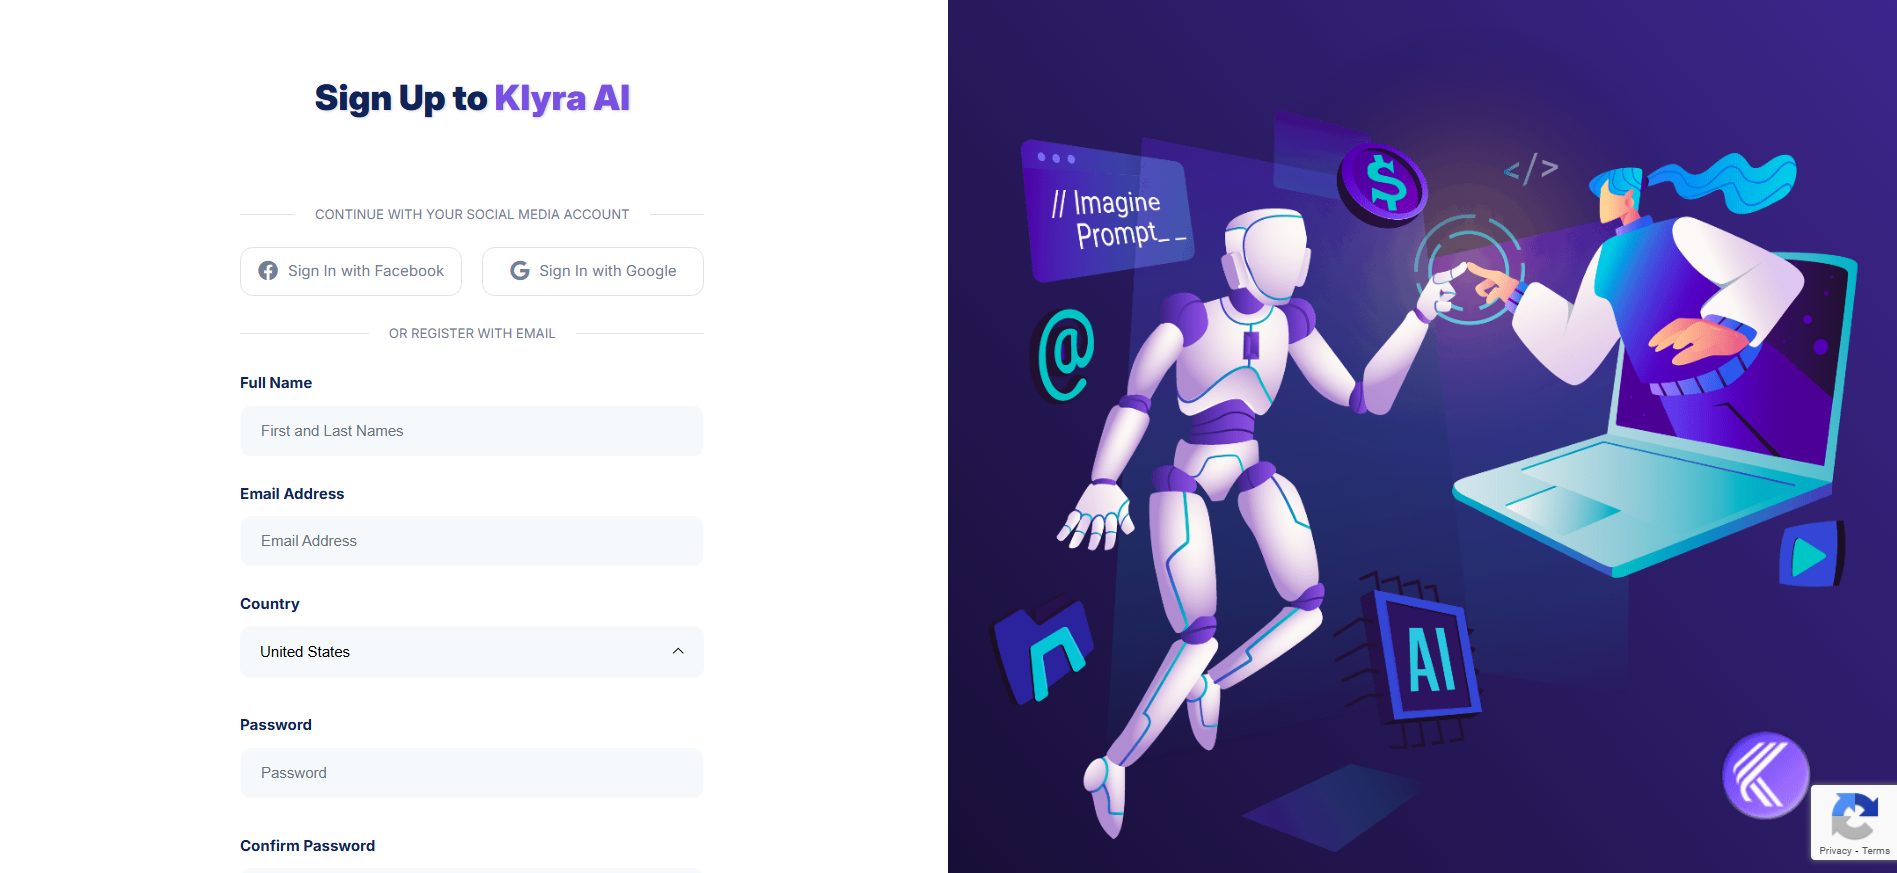 Sign Up to Klyra AI
CONTINUE WITH YOUR SOCIAL MEDIA ACCOUNT
Sign In with Facebook
Sign In with Google
OR REGISTER WITH EMAIL
Full Name
First and Last Names
Email Address
Email Address
Country
United States
Password
Password
Confirm Password
// Imagine
Prompt_ _
$
</>
@
AI
Privacy - Terms